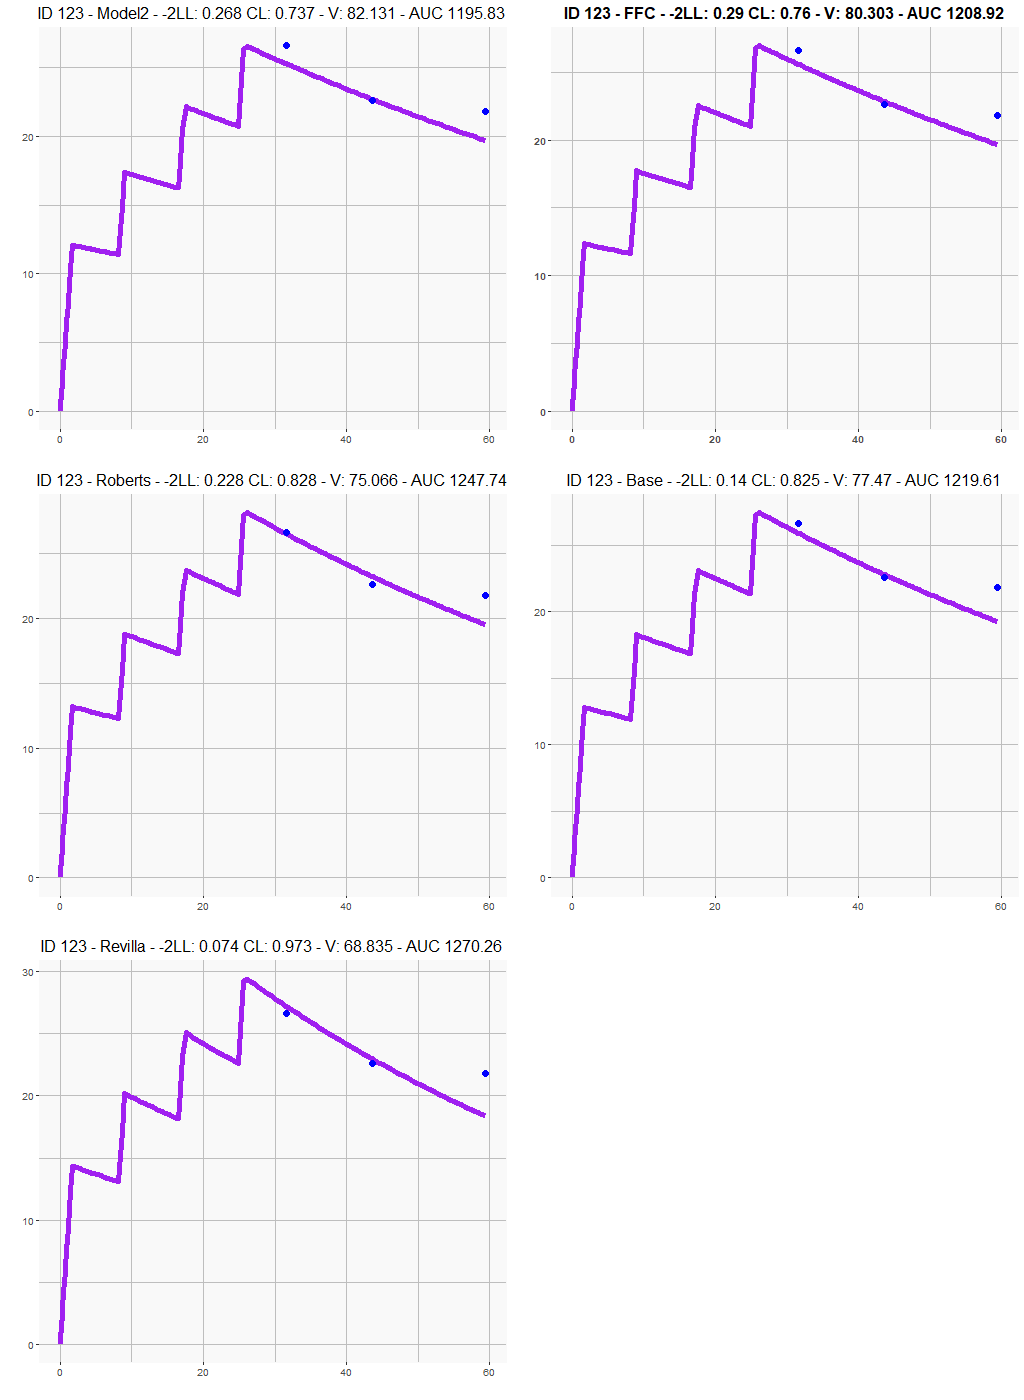 ID 123 - Model2 - -2LL: 0.268 CL: 0.737 - V: 82.131 - AUC 1195.83
20
10
0
0 20 40 60
ID 123 - FFC - -2LL: 0.29 CL: 0.76 - V: 80.303 - AUC 1208.92
20
10
0
0 20 40 60
ID 123 - Roberts - -2LL: 0.228 CL: 0.828 - V: 75.066 - AUC 1247.74
20
10
0
0 20 40 60
ID 123 - Base - -2LL: 0.14 CL: 0.825 - V: 77.47 - AUC 1219.61
20
10
0
0 20 40 60
ID 123 - Revilla - -2LL: 0.074 CL: 0.973 - V: 68.835 - AUC 1270.26
30
20
10
0
0 20 40 60